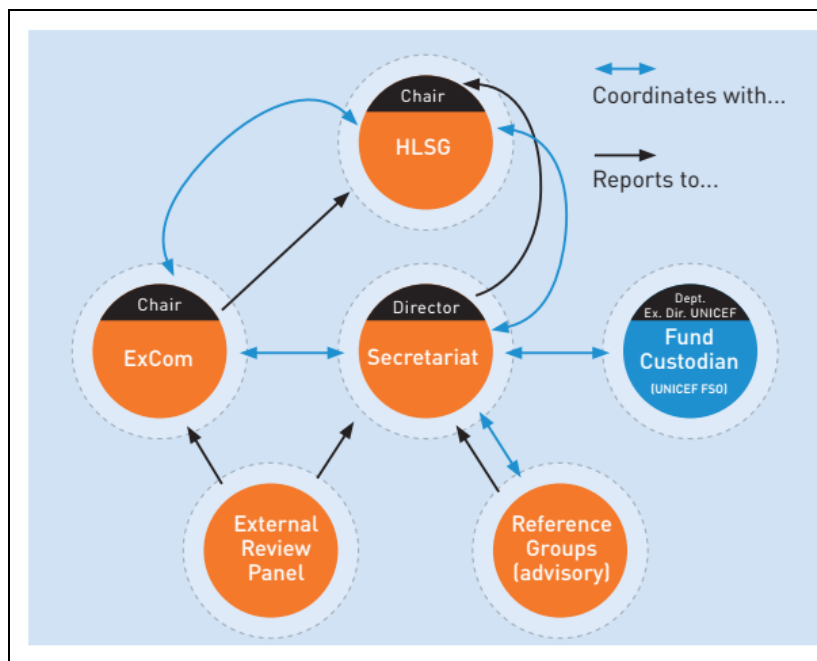 Chair
HLSG
Coordinates with...
Reports to...
Chair
ExCom
Director
Secretariat
Dept.
Ex. Dir. UNICEF
Fund
Custodian
(UNICEF FSO)
External
Review
Panel
Reference
Groups
(advisory)